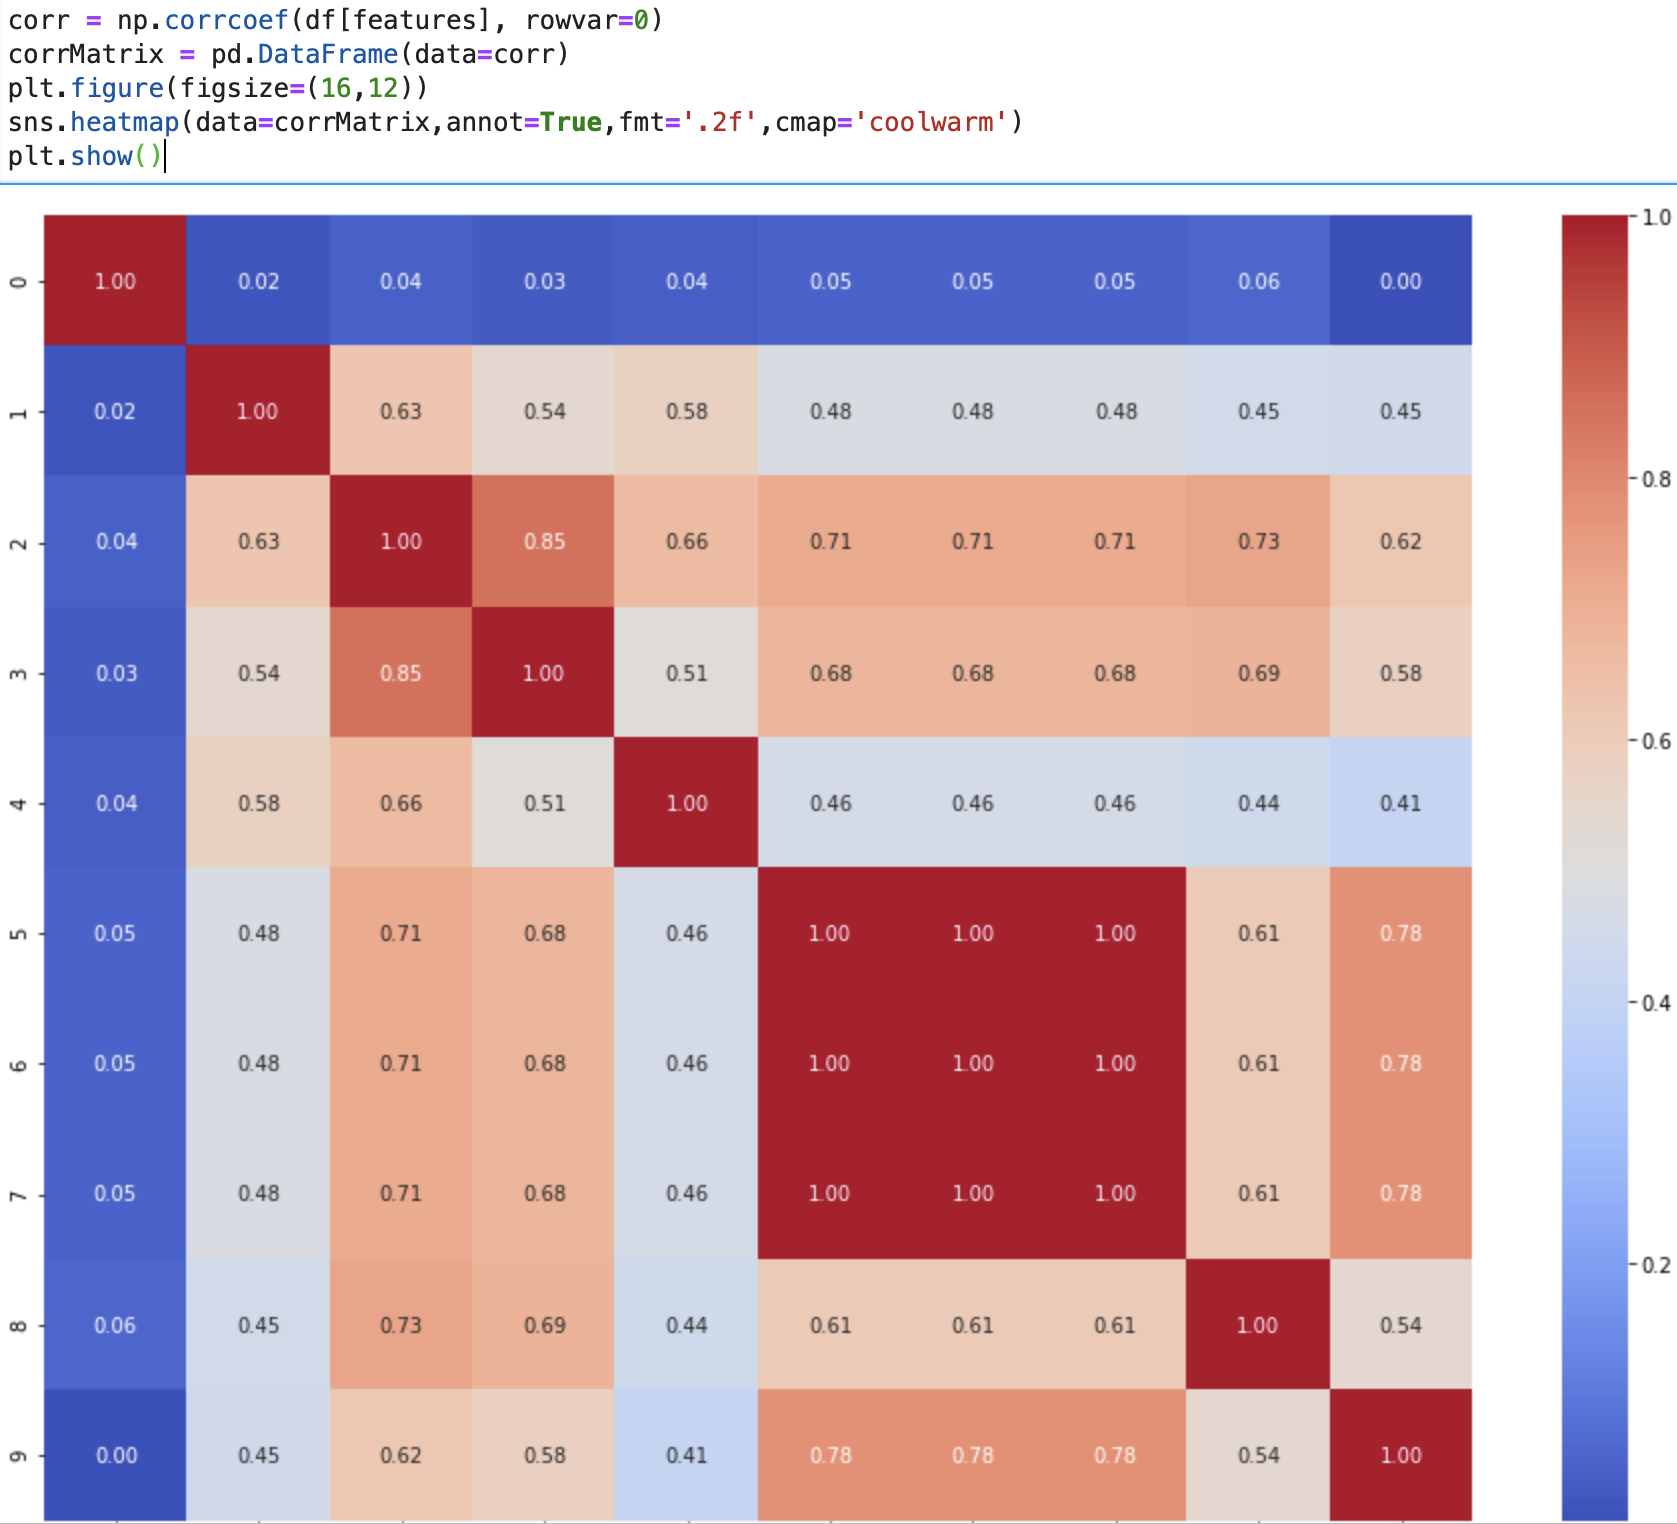 corr = np.corrcoef(df[features], rowvar=0)
corrMatrix = pd.DataFrame(data=corr)
plt.figure(figsize=(16,12))
sns.heatmap(data=corrMatrix,annot=True,fmt='.2f',cmap='coolwarm')
plt.show()
1.0
0 1.00 0.02 0.04 0.03 0.04 0.05 0.05 0.05 0.06 0.00
1 0.02 1.00 0.63 0.54 0.58 0.48 0.48 0.48 0.45 0.45
0.8
2 0.04 0.63 1.00 0.85 0.66 0.71 0.71 0.71 0.73 0.62
3 0.03 0.54 0.85 1.00 0.51 0.68 0.68 0.68 0.69 0.58
0.6
4 0.04 0.58 0.66 0.51 1.00 0.46 0.46 0.46 0.44 0.41
5 0.05 0.48 0.71 0.68 0.46 1.00 1.00 1.00 0.61 0.78
0.4
6 0.05 0.48 0.71 0.68 0.46 1.00 1.00 1.00 0.61 0.78
7 0.05 0.48 0.71 0.68 0.46 1.00 1.00 1.00 0.61 0.78
0.2
8 0.06 0.45 0.73 0.69 0.44 0.61 0.61 0.61 1.00 0.54
9 0.00 0.45 0.62 0.58 0.41 0.78 0.78 0.78 0.54 1.00